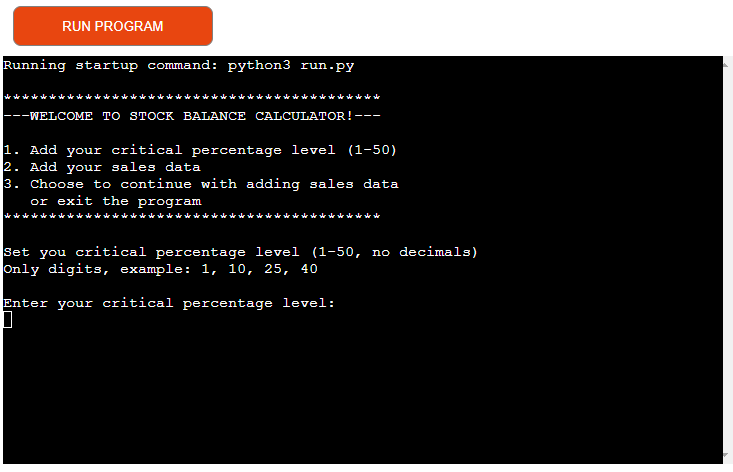 RUN PROGRAM
Running startup command: python3 run.py
******************************************
---WELCOME TO STOCK BALANCE CALCULATOR!---
1. Add your critical percentage level (1-50)
2. Add your sales data
3. Choose to continue with adding sales data
or exit the program
******************************************
Set you critical percentage level (1-50, no decimals)
Only digits, example: 1, 10, 25, 40
Enter your critical percentage level: